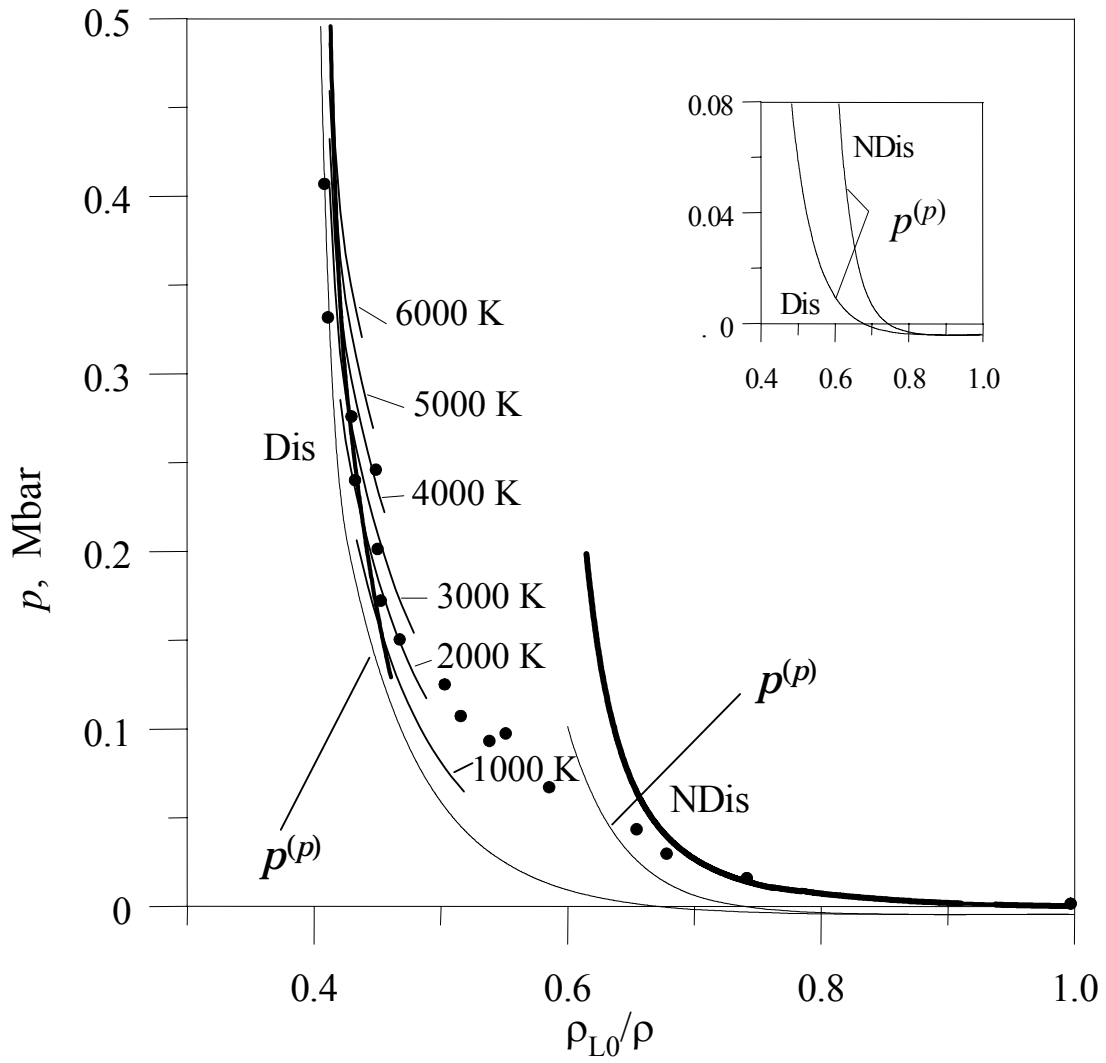 0.5
0.08
NDis
0.4
0.04
p(p)
Dis
6000 K
. 0
0.3
0.4 0.6 0.8 1.0
5000 K
Dis
4000 K
p, Mbar
0.2
3000 K
2000 K
p(p)
0.1
1000 K
NDis
p(p)
0
0.4 0.6 0.8 1.0
ρL0/ρ